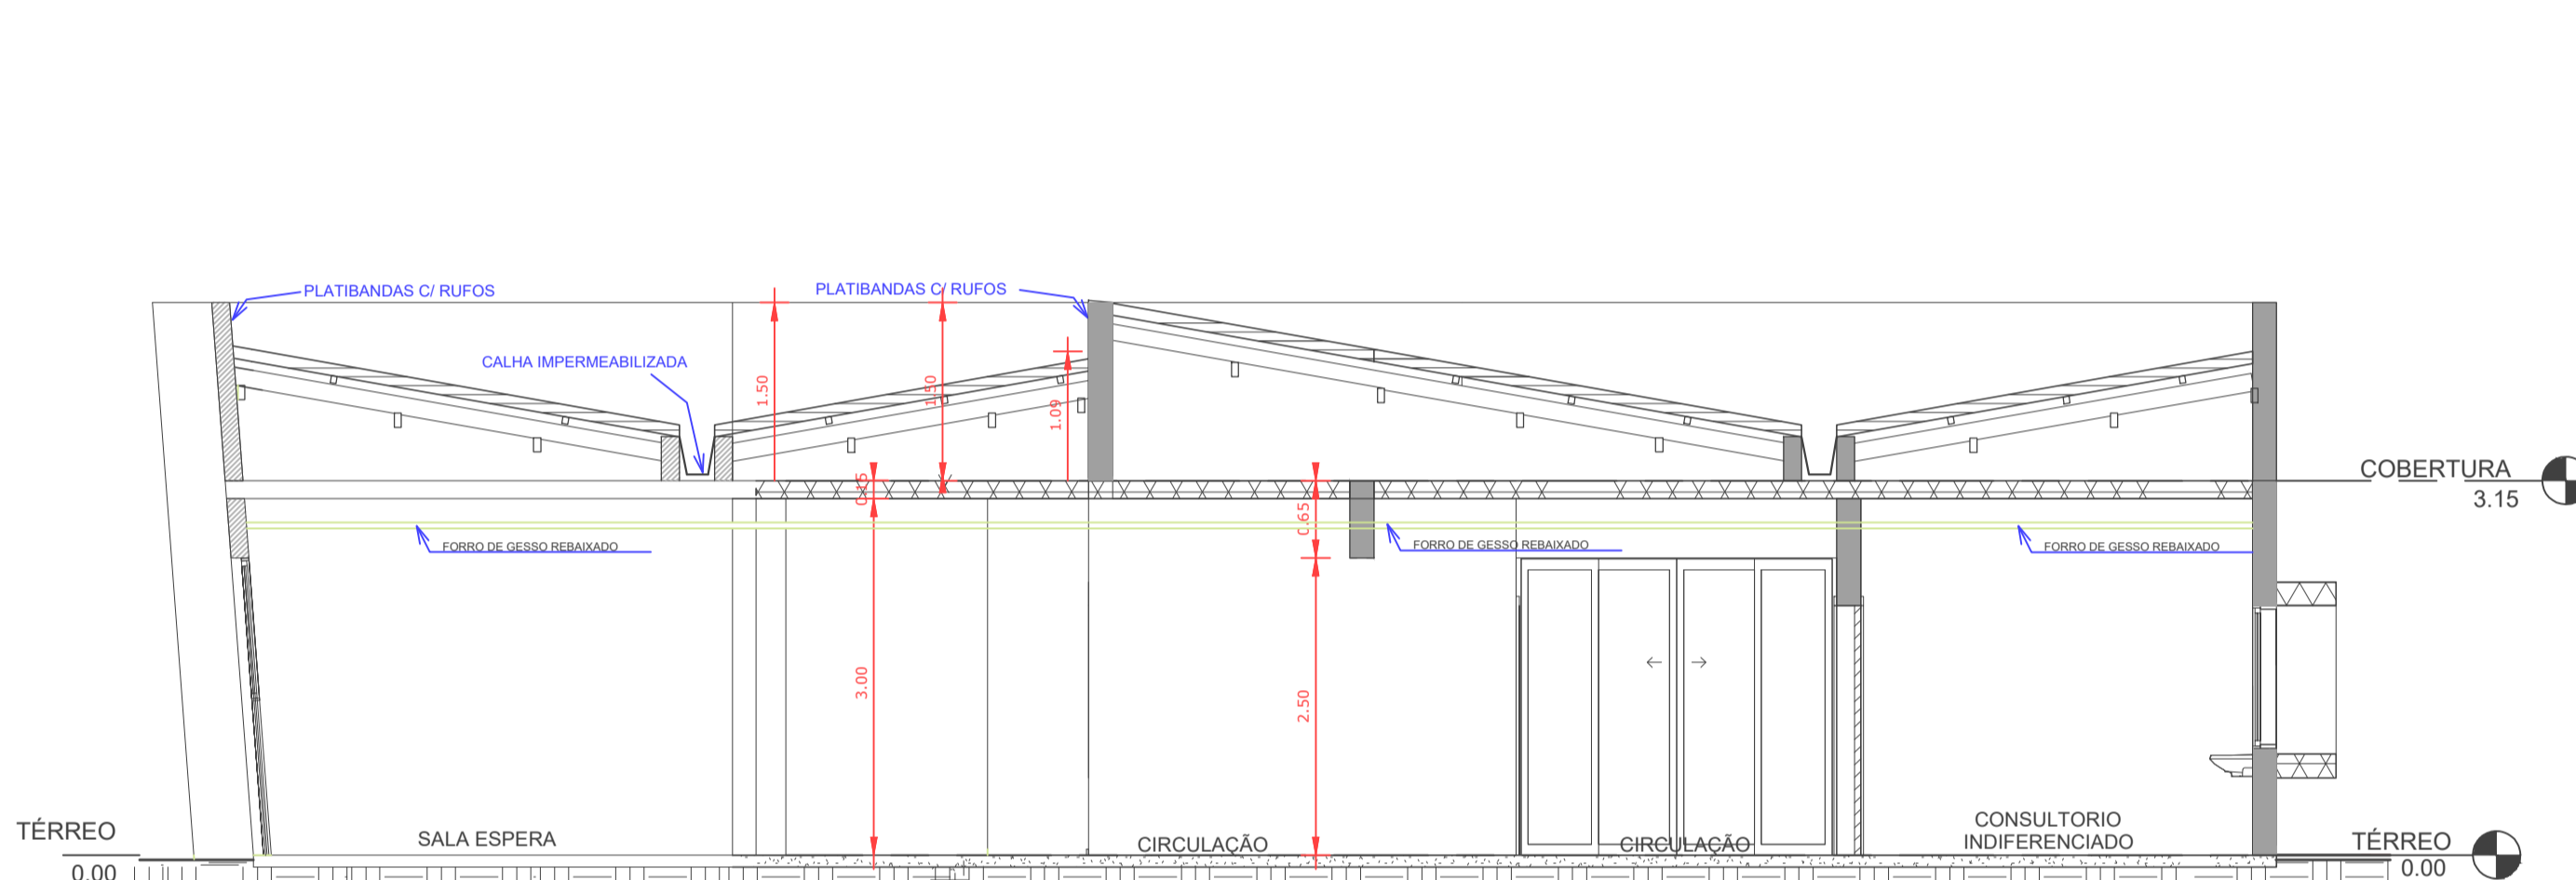 PLATIBANDAS C/ RUFOS
PLATIBANDAS C/ RUFOS
CALHA IMPERMEABILIZADA
1.50
1.50
1.09
COBERTURA
3.15
0.15
0.65
FORRO DE GESSO REBAIXADO
FORRO DE GESSO REBAIXADO
FORRO DE GESSO REBAIXADO
3.00
2.50
TÉRREO
0.00
SALA ESPERA
CIRCULAÇÃO
CIRCULAÇÃO
CONSULTORIO
INDIFERENCIADO
TÉRREO
0.00